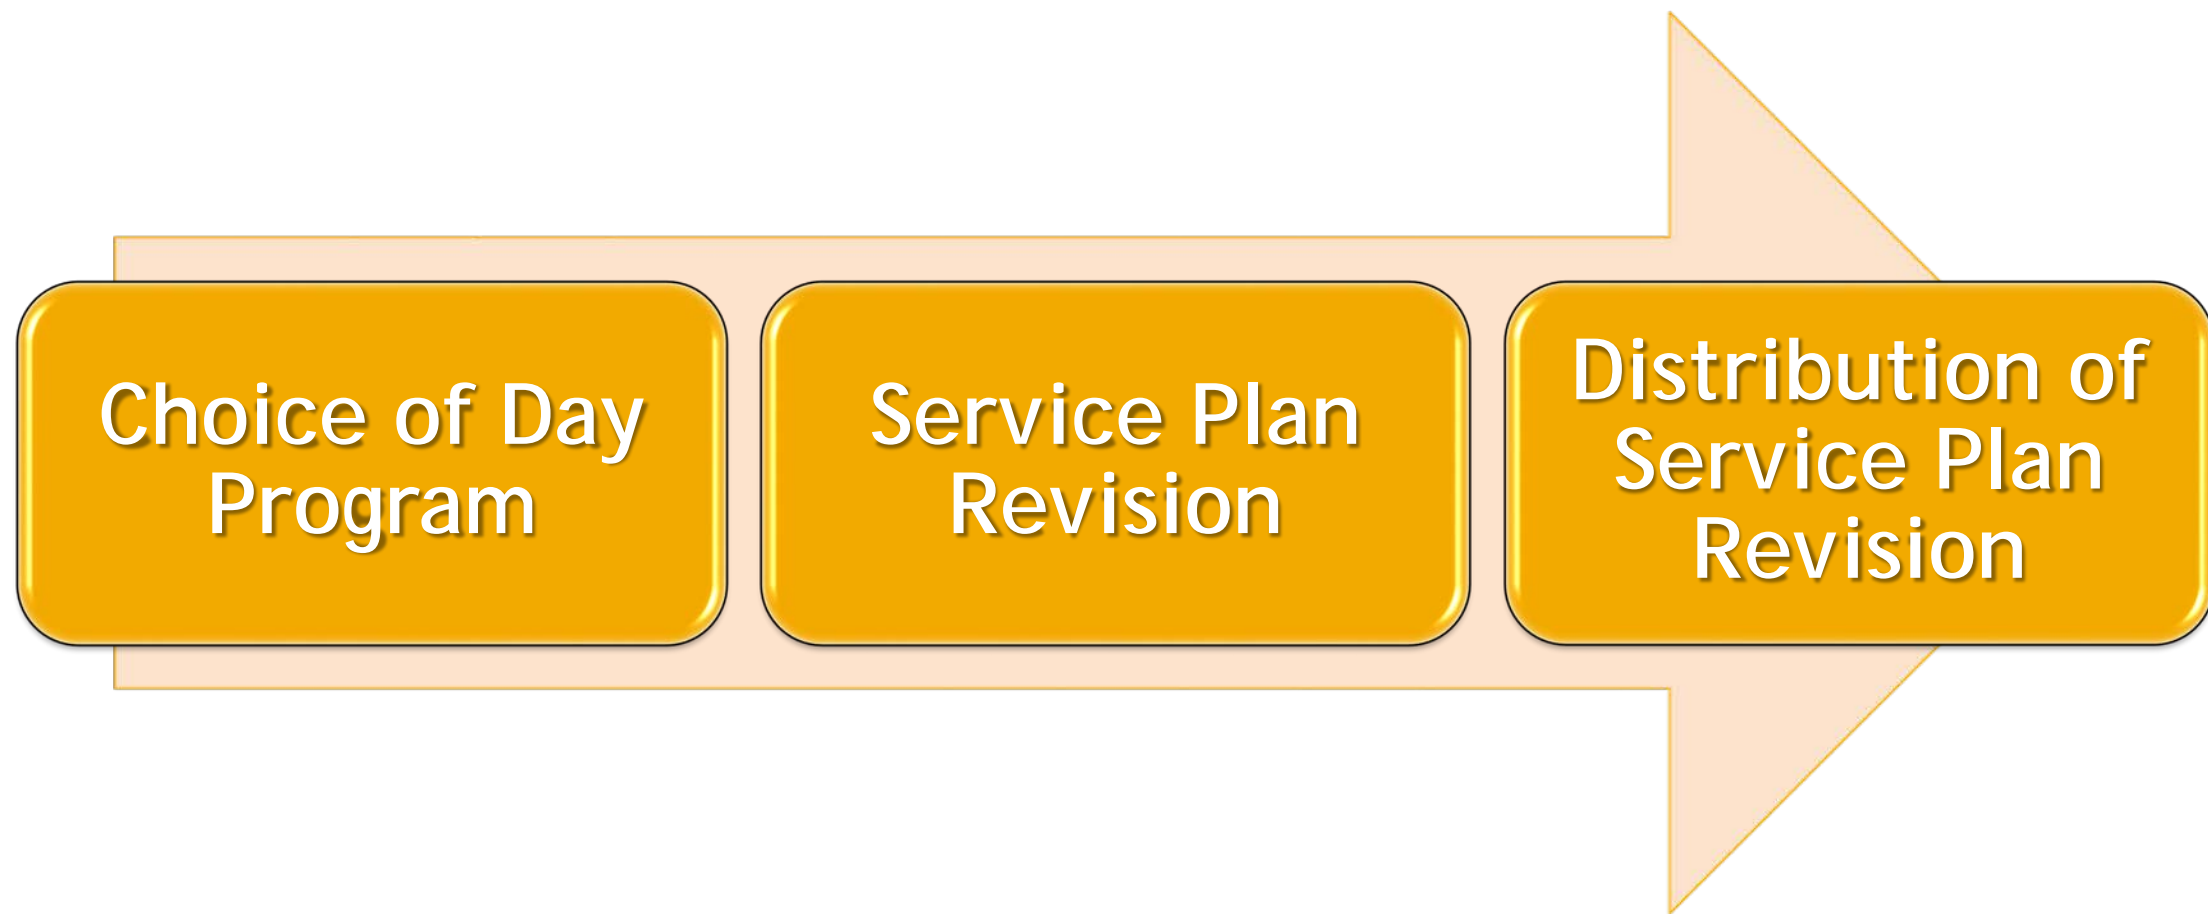 Choice of Day
Program
Service Plan
Revision
Distribution of
Service Plan
Revision